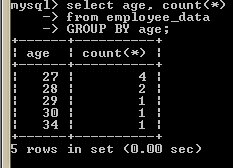 mysql> select age, count(*)
    -> from employee_data
    -> GROUP BY age;
+------+----------+
| age  | count(*) |
+------+----------+
|   27 |        4 |
|   28 |        2 |
|   29 |        1 |
|   30 |        1 |
|   34 |        1 |
+------+----------+
5 rows in set (0.00 sec)